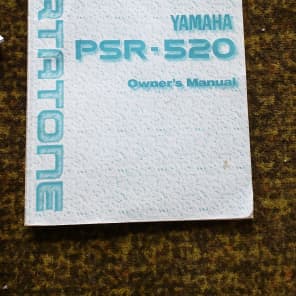 YAMAHA
PSR-520
Owner's Manual
RTATONE